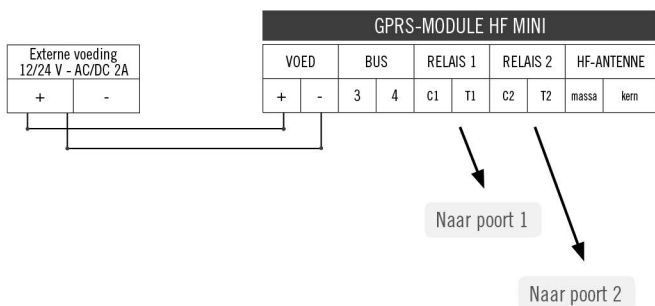 GPRS-MODULE HF MINI
Externe voeding
12/24 V - AC/DC 2A
VOED BUS RELAIS 1 RELAIS 2 HF-ANTENNE
+ - + - 3 4 C1 T1 C2 T2 massa kern
Naar poort 1
Naar poort 2